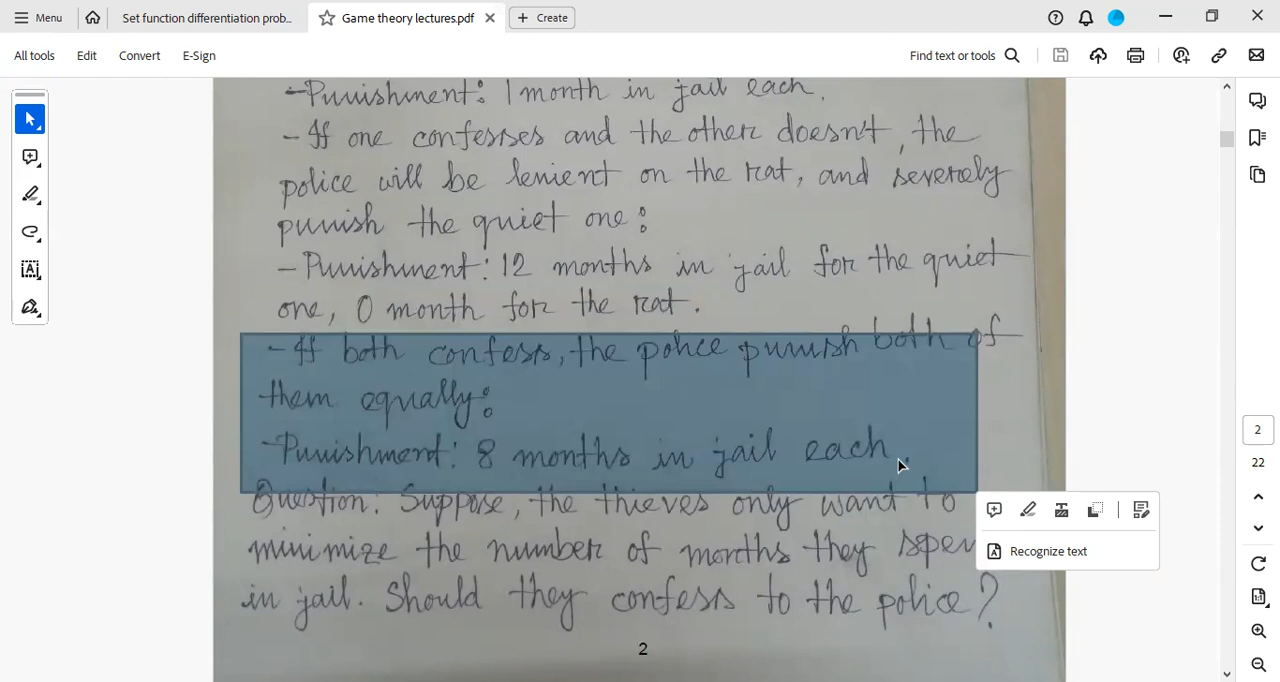 Menu
Set function differentiation prob...
Game theory lectures.pdf
Create
All tools
Edit
Convert
E-Sign
Find text or tools
-Punishment: 1 month in jail each.
- If one confesses and the other doesn't, the
police will be lenient on the rat, and severely
punish the quiet one:
- Punishment: 12 months in jail for the quiet
one, 0 month for the rat.
- If both confess, the police punish both of
them equally:
-Punishment: 8 months in jail each.
Question: Suppose, the thieves only want to
minimize the number of months they spen
in jail. Should they confess to the police?
2
Recognize text
2
22